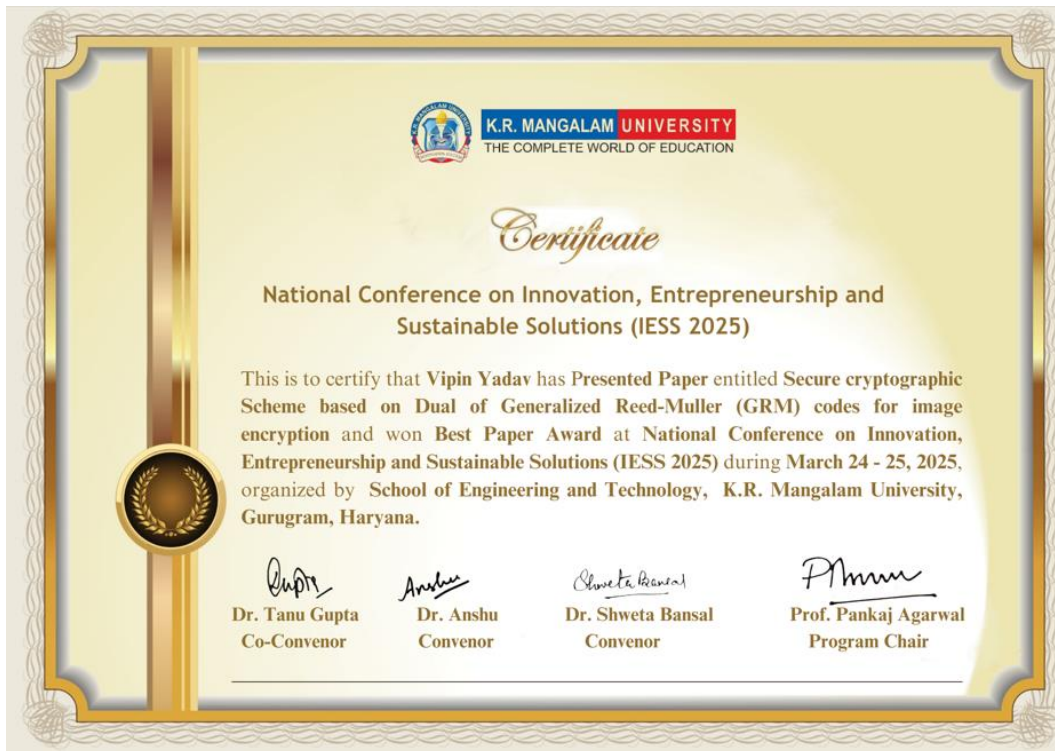 K.R. MANGALAM UNIVERSITY
THE COMPLETE WORLD OF EDUCATION
Certificate
National Conference on Innovation, Entrepreneurship and
Sustainable Solutions (IESS 2025)
This is to certify that Vipin Yadav has Presented Paper entitled Secure cryptographic
Scheme based on Dual of Generalized Reed-Muller (GRM) codes for image
encryption and won Best Paper Award at National Conference on Innovation,
Entrepreneurship and Sustainable Solutions (IESS 2025) during March 24 - 25, 2025,
organized by School of Engineering and Technology, K.R. Mangalam University,
Gurugram, Haryana.
Gupta Anshu Shweta Bansal
Dr. Tanu Gupta Dr. Anshu Dr. Shweta Bansal Prof. Pankaj Agarwal
Co-Convenor Convenor Convenor Program Chair